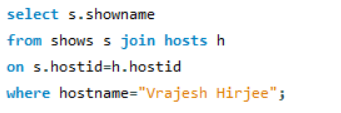 select s.showname
from shows s join hosts h
on s.hostid=h.hostid
where hostname="Vrajesh Hirjee";